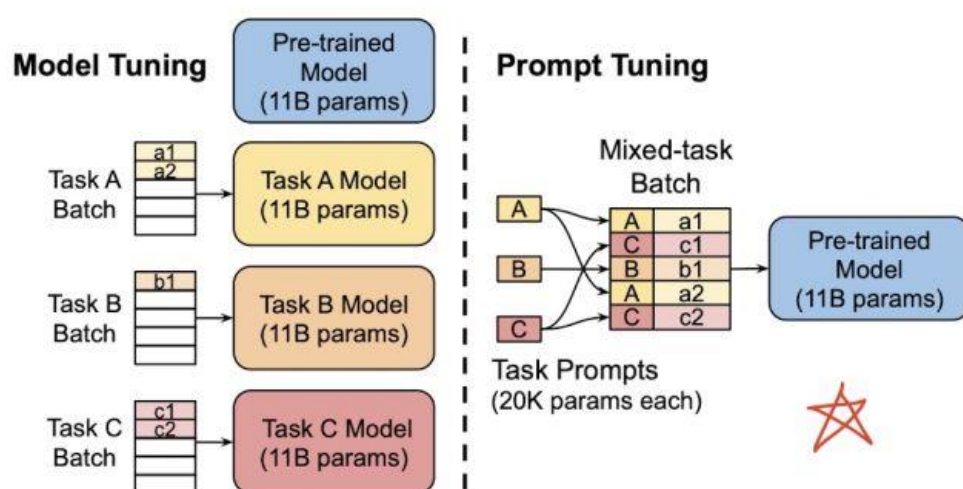 Model Tuning
Pre-trained
Model
(11B params)
Task A
Batch
a1
a2
Task A Model
(11B params)
Task B
Batch
b1
Task B Model
(11B params)
Task C
Batch
c1
c2
Task C Model
(11B params)
Prompt Tuning
Mixed-task
Batch
A
B
C
A a1
C c1
B b1
A a2
C c2
Task Prompts
(20K params each)
Pre-trained
Model
(11B params)